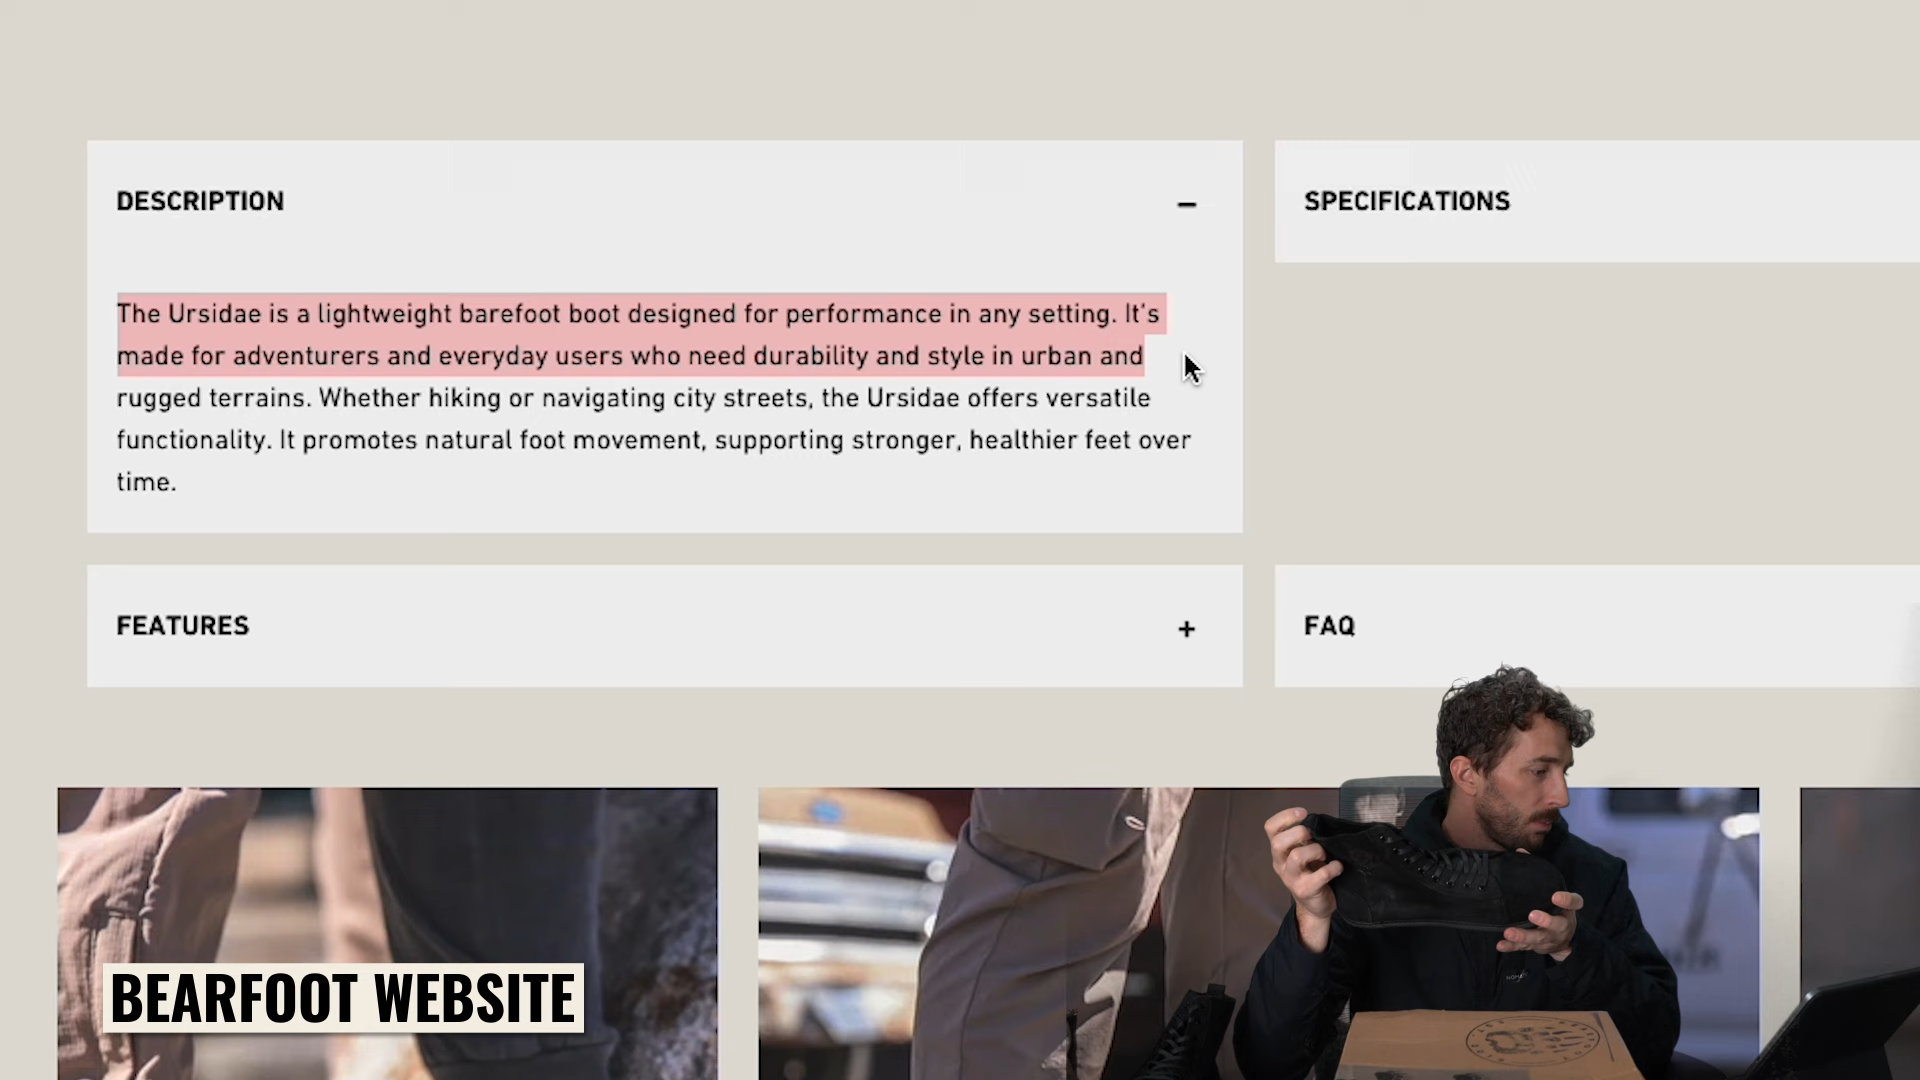 DESCRIPTION
SPECIFICATIONS
The Ursidae is a lightweight barefoot boot designed for performance in any setting. It's
made for adventurers and everyday users who need durability and style in urban and
rugged terrains. Whether hiking or navigating city streets, the Ursidae offers versatile
functionality. It promotes natural foot movement, supporting stronger, healthier feet over
time.
FEATURES
FAQ
BEARFOOT WEBSITE